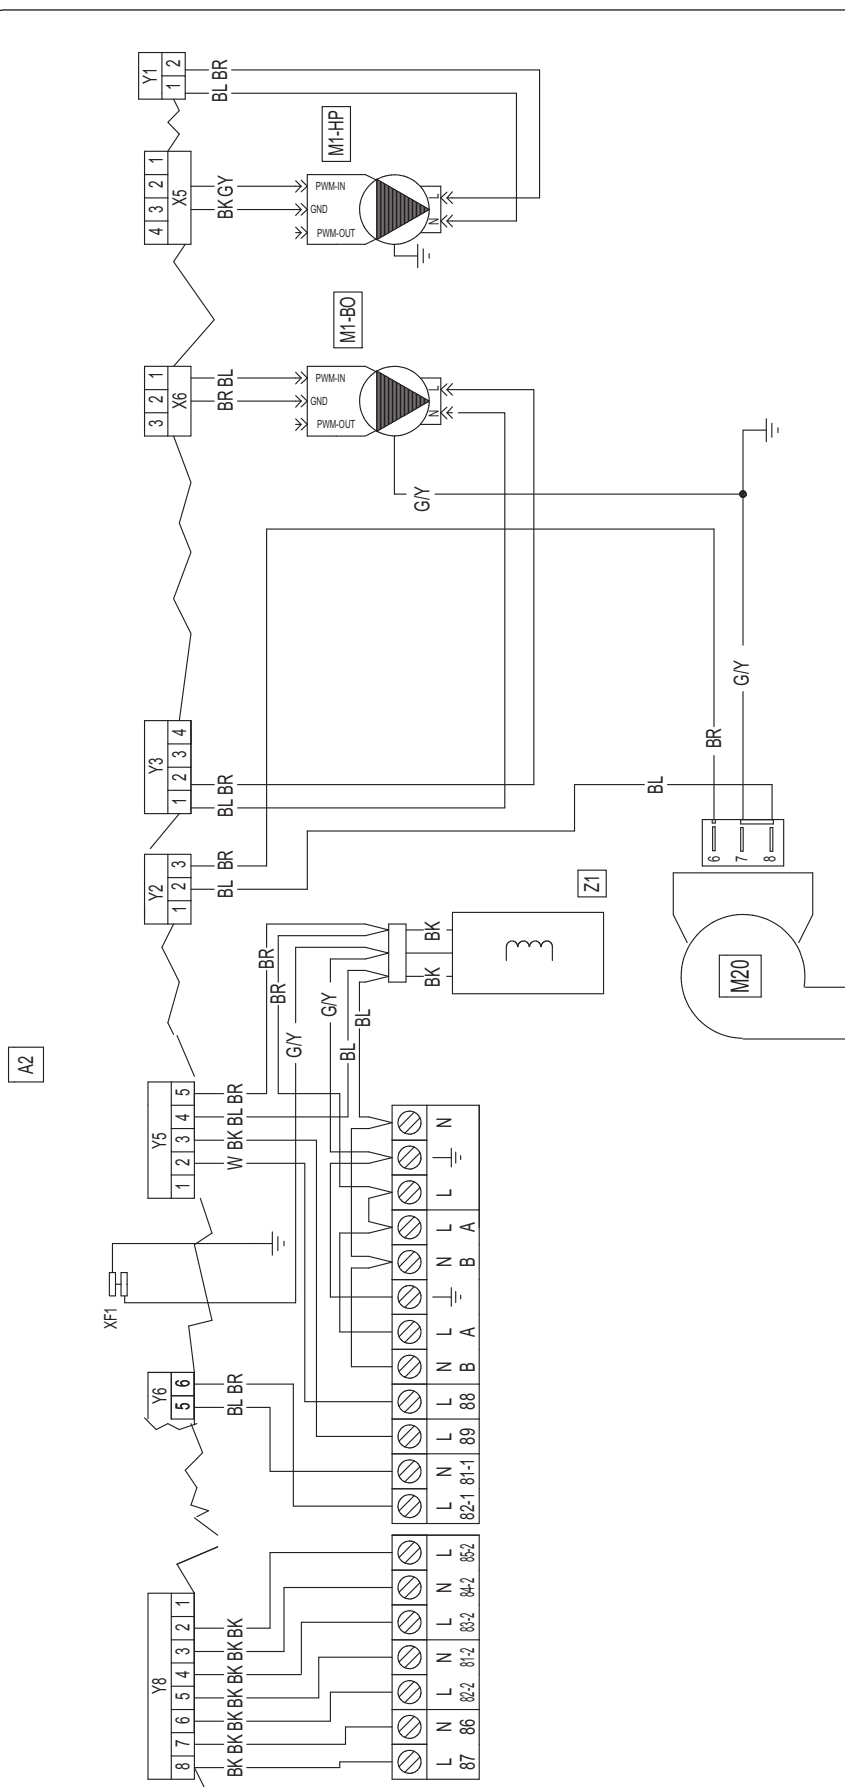 Y1
1 2
BL BR
M1-HP
X5
4 3 2 1
BK GY
PWM-IN
GND
PWM-OUT
N L
M1-BO
X6
3 2 1
BR BL
PWM-IN
GND
PWM-OUT
N L
G/Y
Y3
1 2 3 4
BL BR
BR
G/Y
BL
Y2
1 2 3
BL BR
6
7
8
M20
Z1
BK
BK
BR
BR
G/Y
G/Y
BL
BL
A2
Y5
1 2 3 4 5
W BK BL BR
XF1
Y6
5 6
BL BR
N
L
L A
N B
L A
N B
L 88
L 89
N 81-1
L 82-1
Y8
8 7 6 5 4 3 2 1
BK BK BK BK BK BK BK
L 85-2
N 84-2
L 83-2
N 81-2
L 82-2
N 86
L 87